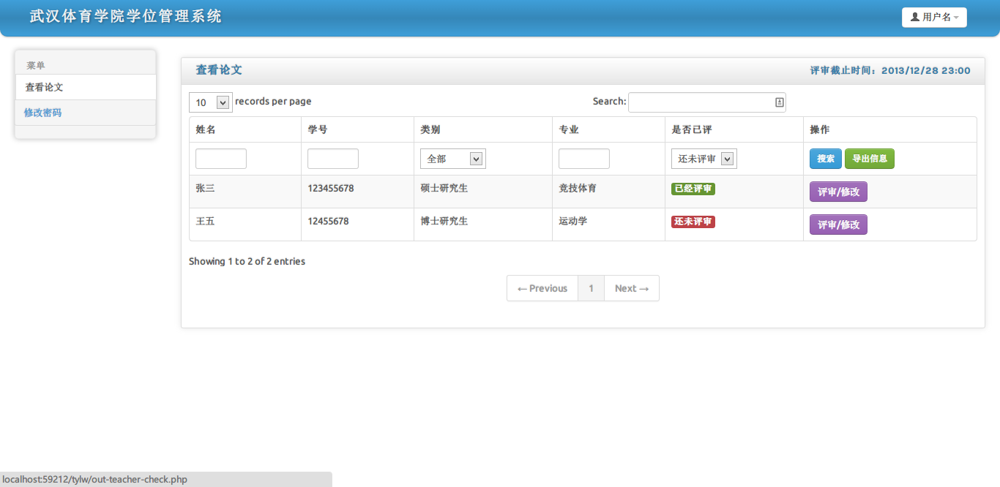 武汉体育学院学位管理系统
用户名
菜单
查看论文
修改密码
查看论文 评审截止时间：2013/12/28 23:00
10 records per page Search:
姓名 学号 类别 专业 是否已评 操作
全部 还未评审 搜索 导出信息
张三 123455678 硕士研究生 竞技体育 已经评审 评审/修改
王五 12455678 博士研究生 运动学 还未评审 评审/修改
Showing 1 to 2 of 2 entries
← Previous 1 Next →
localhost:59212/tylw/out-teacher-check.php